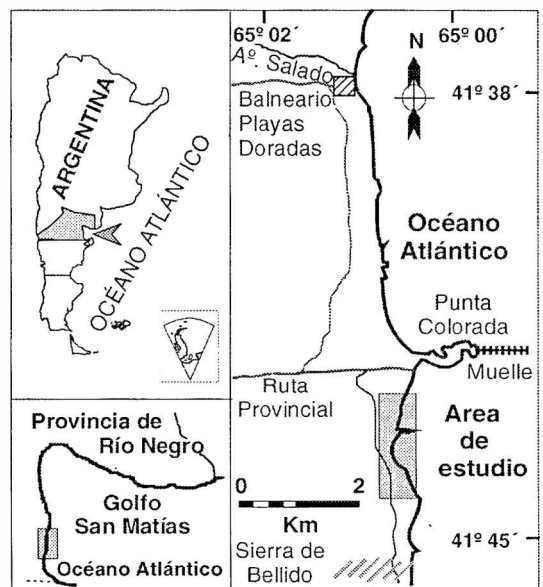 ARGENTINA
OCÉANO ATLÁNTICO
Provincia de
Río Negro
Golfo
San Matías
Océano Atlántico
65º 02´
65º 00´
Aº. Salado
N
41º 38´
Balneario
Playas
Doradas
Océano
Atlántico
Punta
Colorada
Muelle
Ruta
Provincial
Area
de
estudio
0 2
Km
Sierra de
Bellido
41º 45´